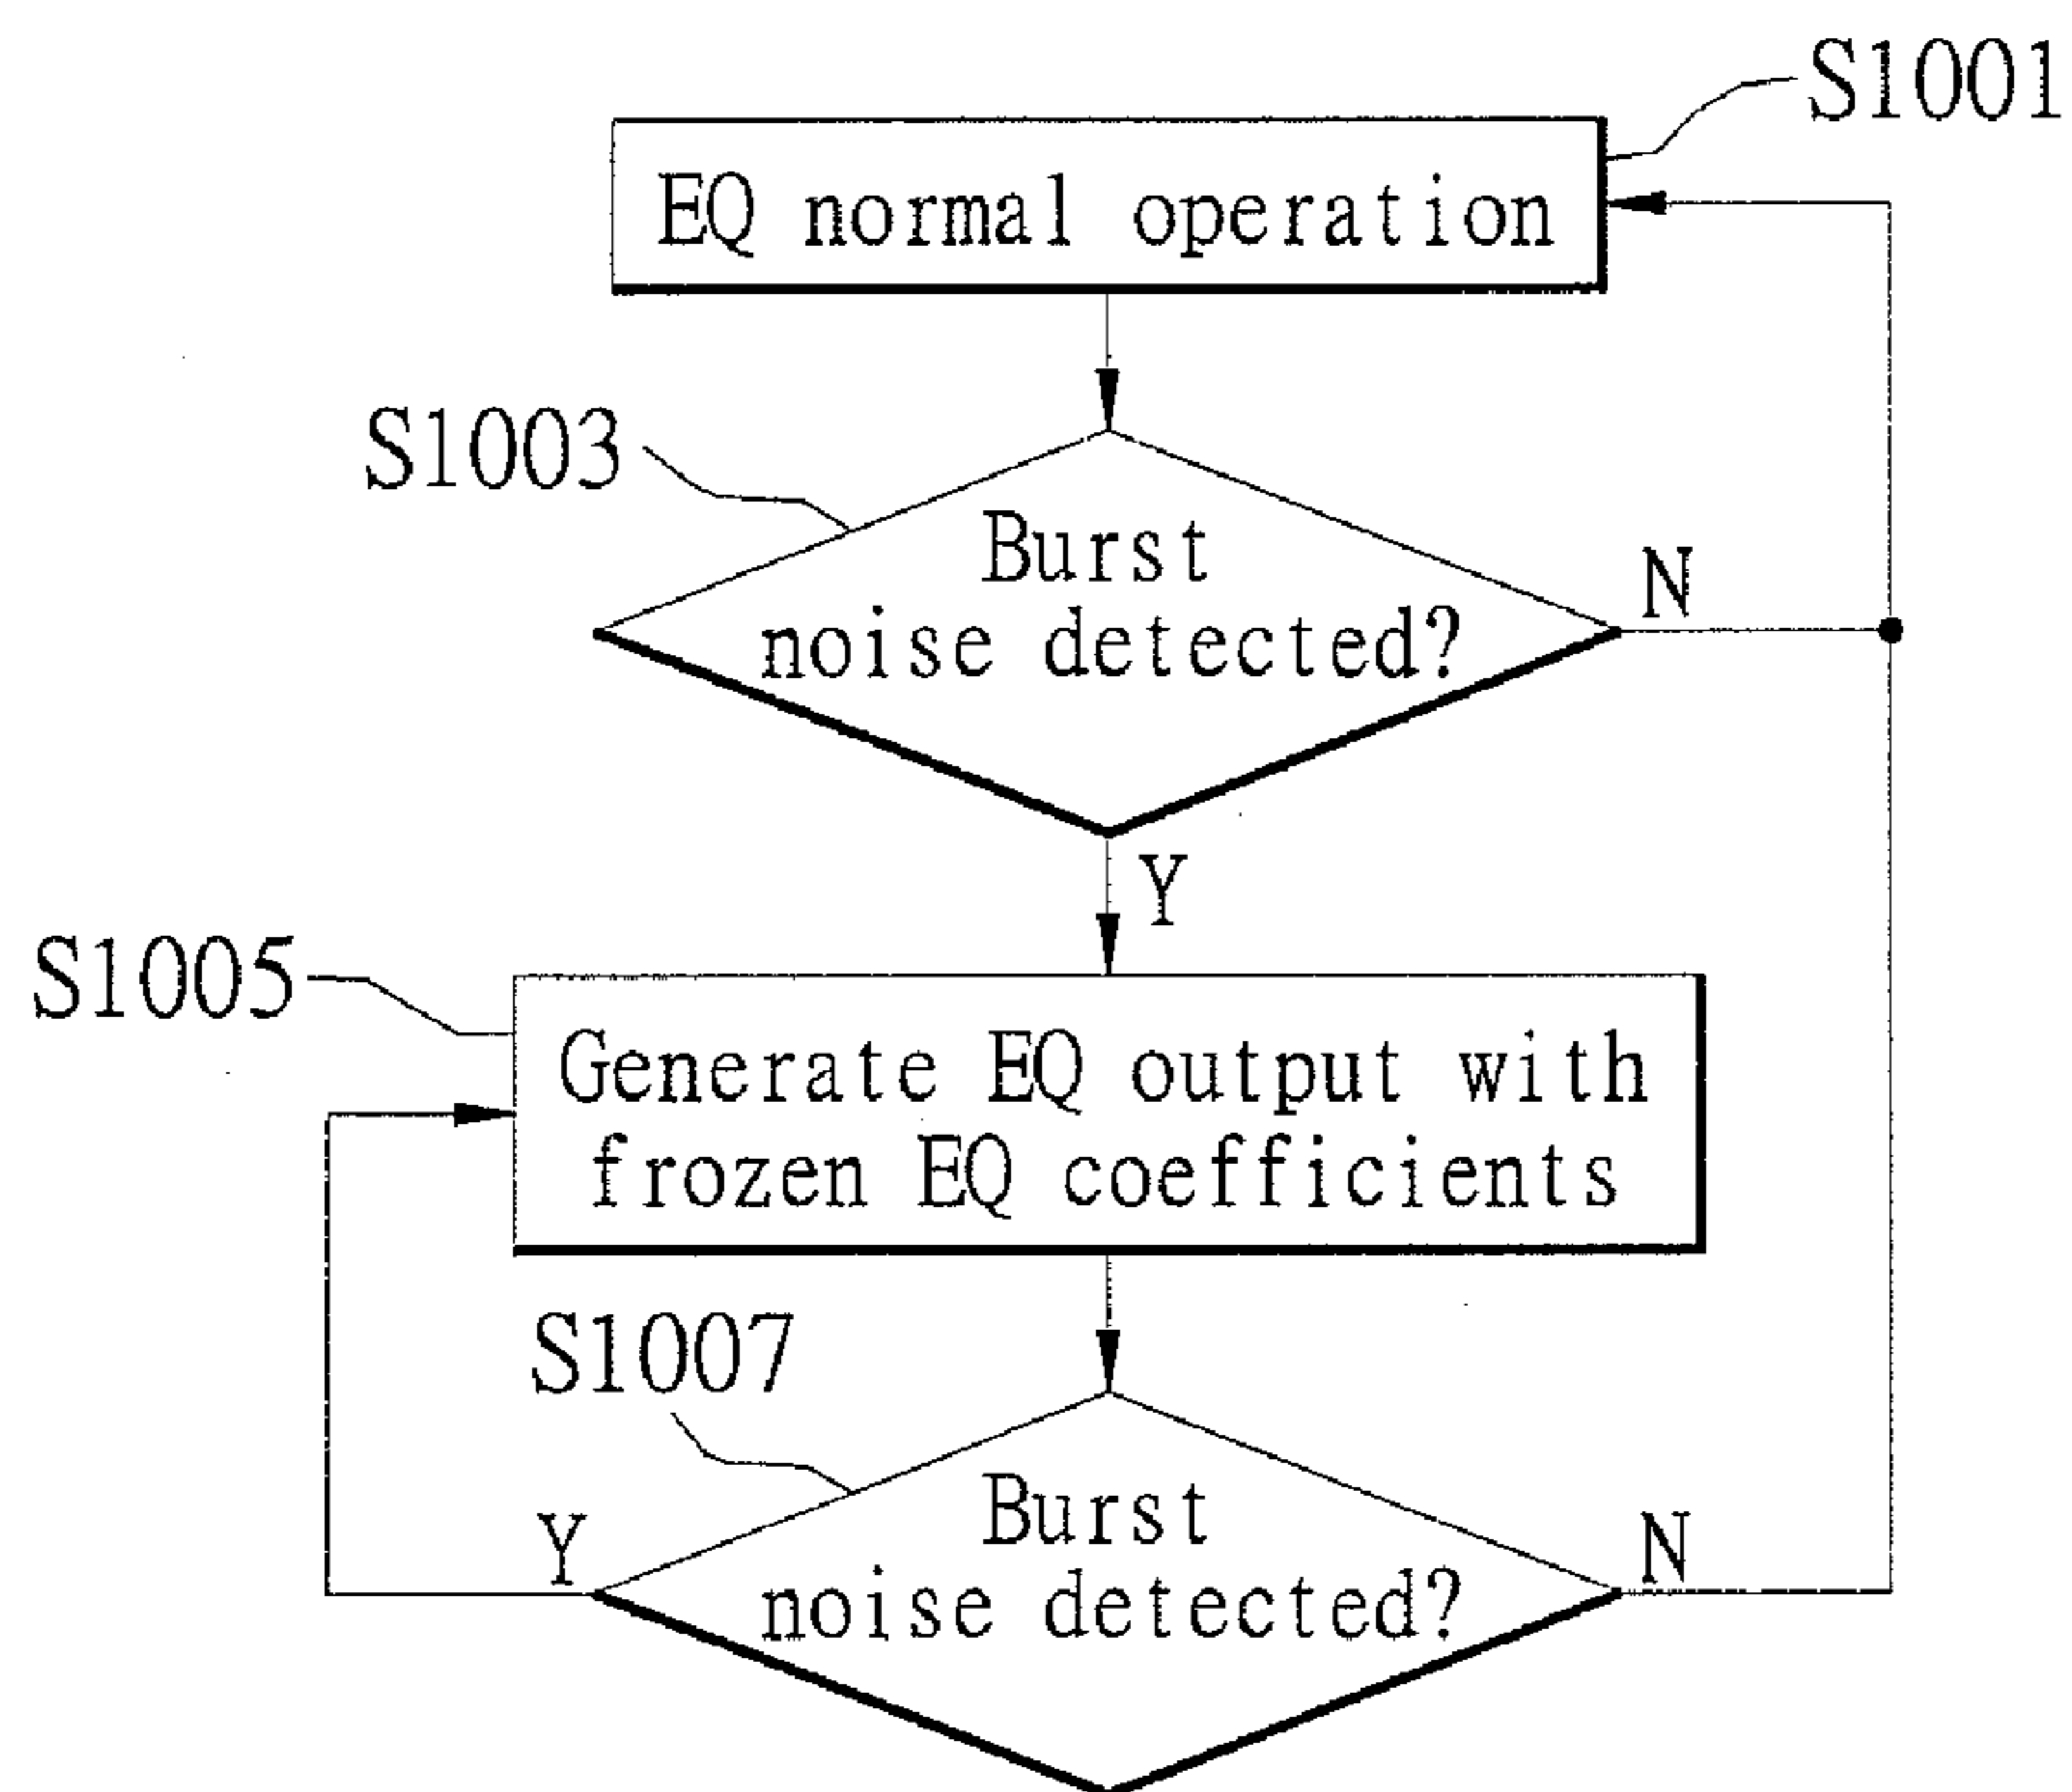 S1001
EQ normal operation
S1003
Burst
noise detected?
N
Y
S1005
Generate EQ output with
frozen EQ coefficients
S1007
Burst
noise detected?
Y
N